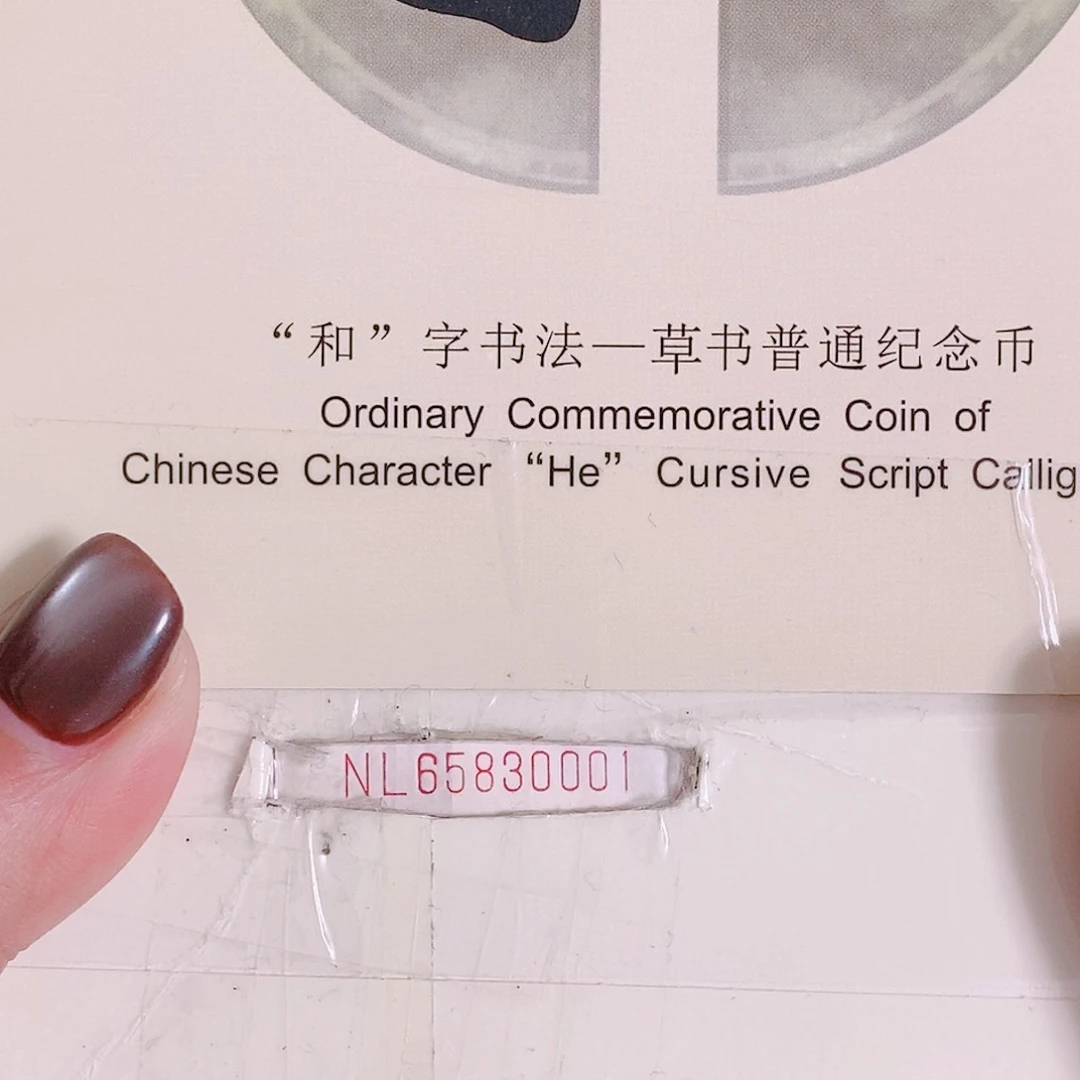 “和”字书法—草书普通纪念币
Ordinary Commemorative Coin of
Chinese Character “He” Cursive Script Callig
NL65830001